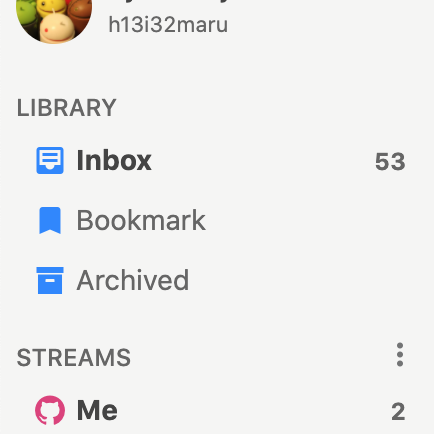 h13i32maru
LIBRARY
Inbox 53
Bookmark
Archived
STREAMS
Me 2